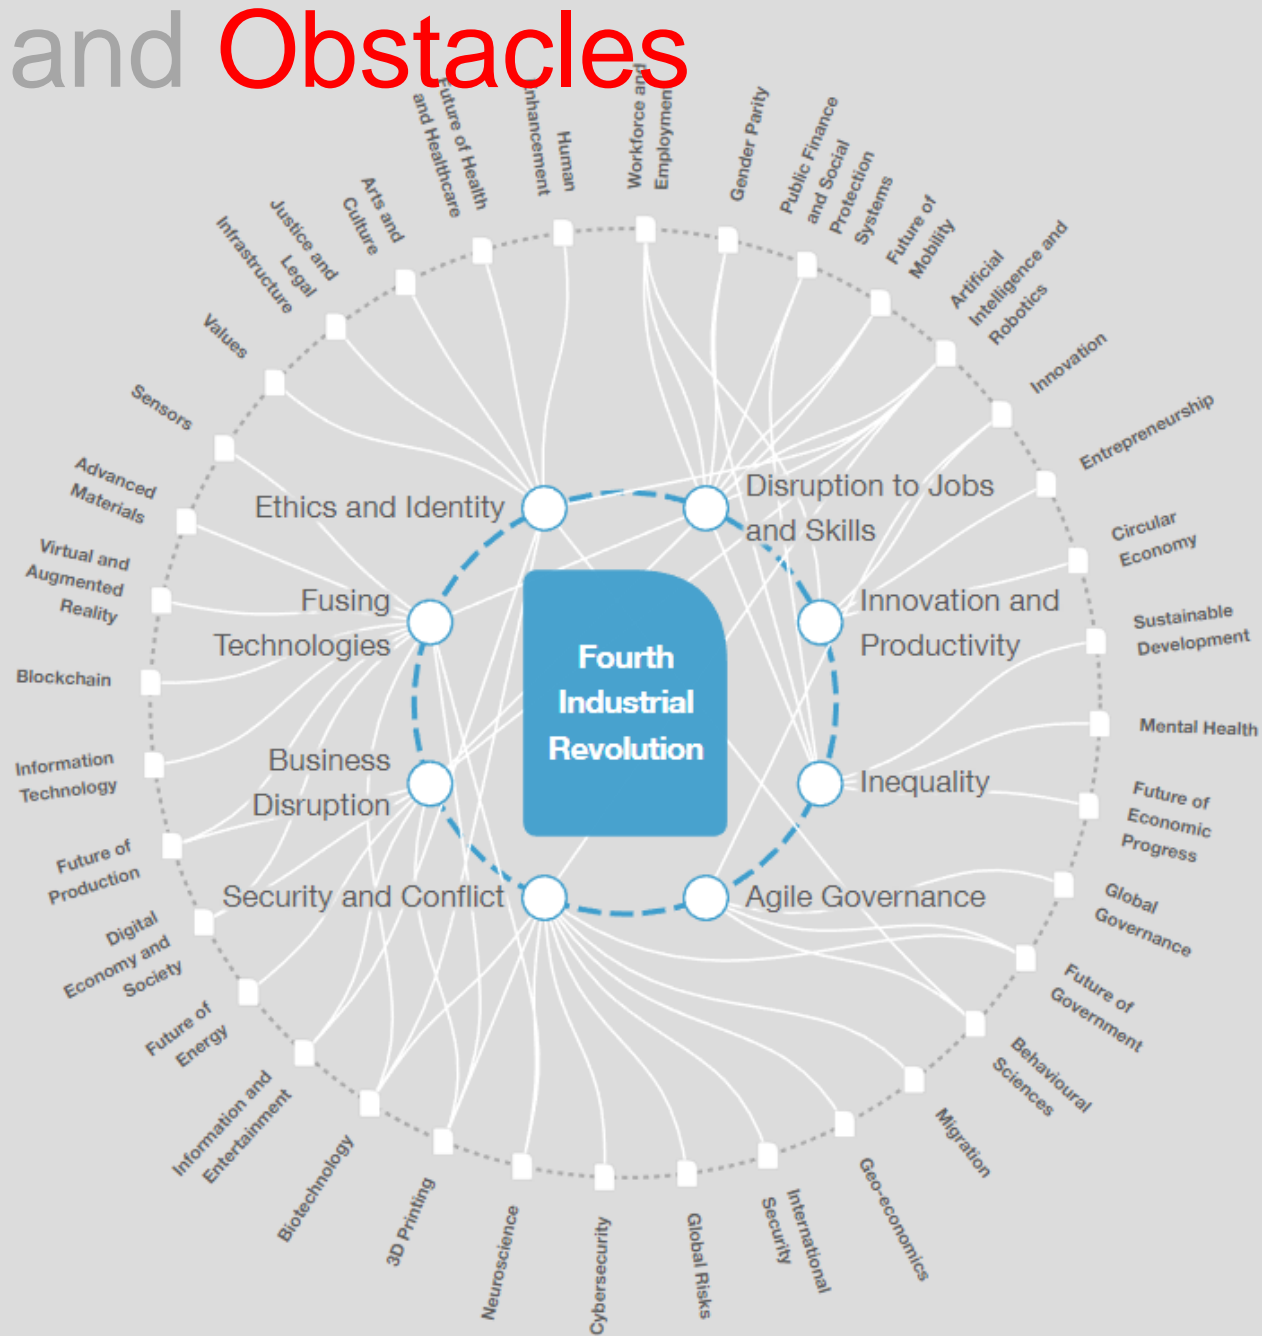 and Obstacles
Future of Health
and Healthcare
Human
Enhancement
Workforce and
Employment
Gender Parity
Public Finance
and Social
Protection
Systems
Future of
Mobility
Artificial
Intelligence and
Robotics
Innovation
Entrepreneurship
Circular
Economy
Sustainable
Development
Mental Health
Future of
Economic
Progress
Global
Governance
Future of
Government
Behavioural
Sciences
Migration
Geo-economics
International
Security
Global Risks
Cybersecurity
Neuroscience
3D Printing
Biotechnology
Information and
Entertainment
Future of
Energy
Digital
Economy and
Society
Future of
Production
Information
Technology
Blockchain
Virtual and
Augmented
Reality
Advanced
Materials
Sensors
Values
Justice and
Legal
Infrastructure
Arts and
Culture
Ethics and Identity
Disruption to Jobs
and Skills
Fusing
Technologies
Innovation and
Productivity
Business
Disruption
Inequality
Security and Conflict
Agile Governance
Fourth
Industrial
Revolution